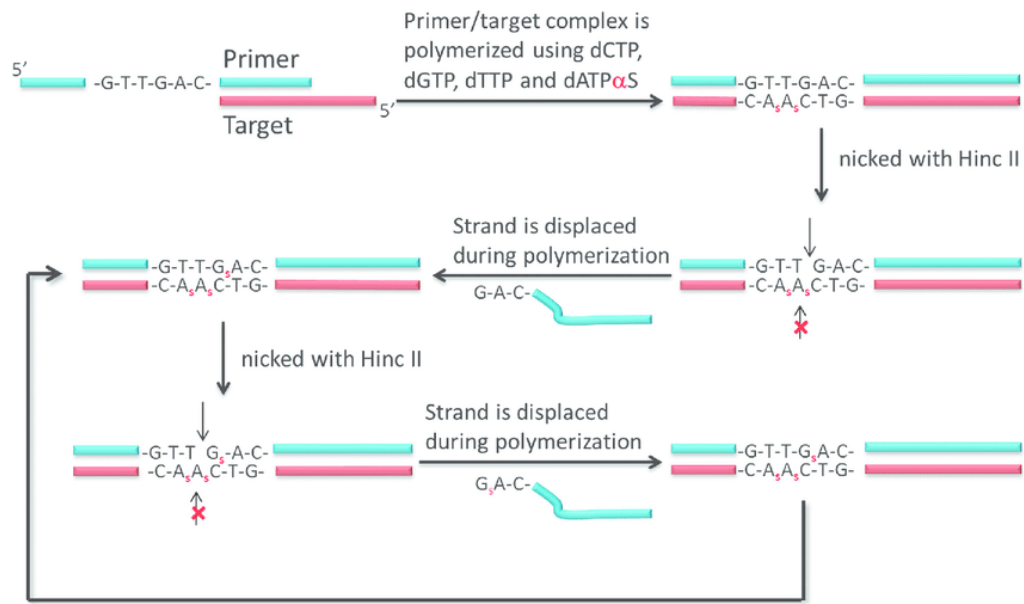 Primer/target complex is
polymerized using dCTP,
dGTP, dTTP and dATPαS
5′
Primer
-G-T-T-G-A-C-
Target
5′
-G-T-T-G-A-C-
-C-AsAsC-T-G-
nicked with Hinc II
Strand is displaced
during polymerization
-G-T-T-GsA-C-
-C-AsAsC-T-G-
G-A-C-
-G-T-T G-A-C-
-C-AsAsC-T-G-
nicked with Hinc II
Strand is displaced
during polymerization
-G-T-T Gs-A-C-
-C-AsAsC-T-G-
GsA-C-
-G-T-T-GsA-C-
-C-AsAsC-T-G-